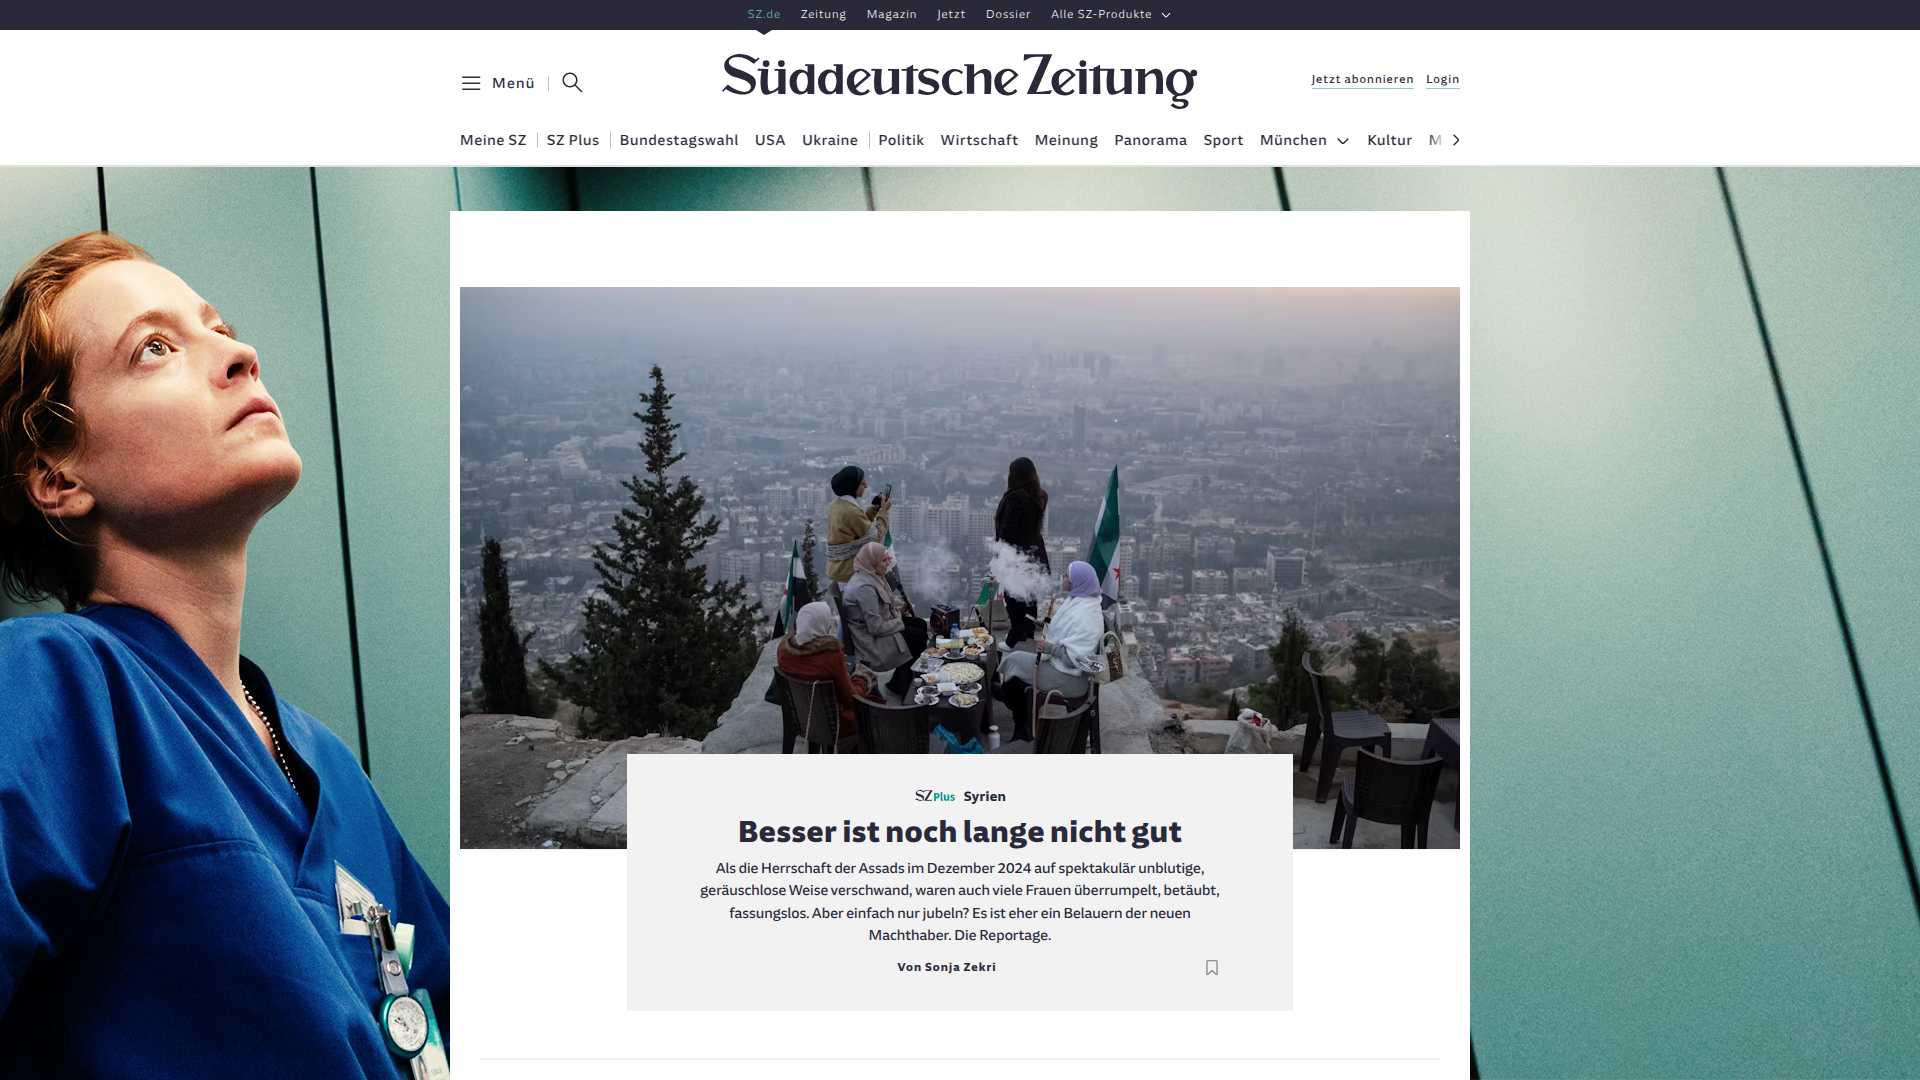 SZ.de Zeitung Magazin Jetzt Dossier Alle SZ-Produkte
Menü
Süddeutsche Zeitung
Jetzt abonnieren Login
Meine SZ SZ Plus Bundestagswahl USA Ukraine Politik Wirtschaft Meinung Panorama Sport München Kultur M
SZ Plus Syrien
Besser ist noch lange nicht gut
Als die Herrschaft der Assads im Dezember 2024 auf spektakulär unblutige,
geräuschlose Weise verschwand, waren auch viele Frauen überrumpelt, betäubt,
fassungslos. Aber einfach nur jubeln? Es ist eher ein Belauern der neuen
Machthaber. Die Reportage.
Von Sonja Zekri